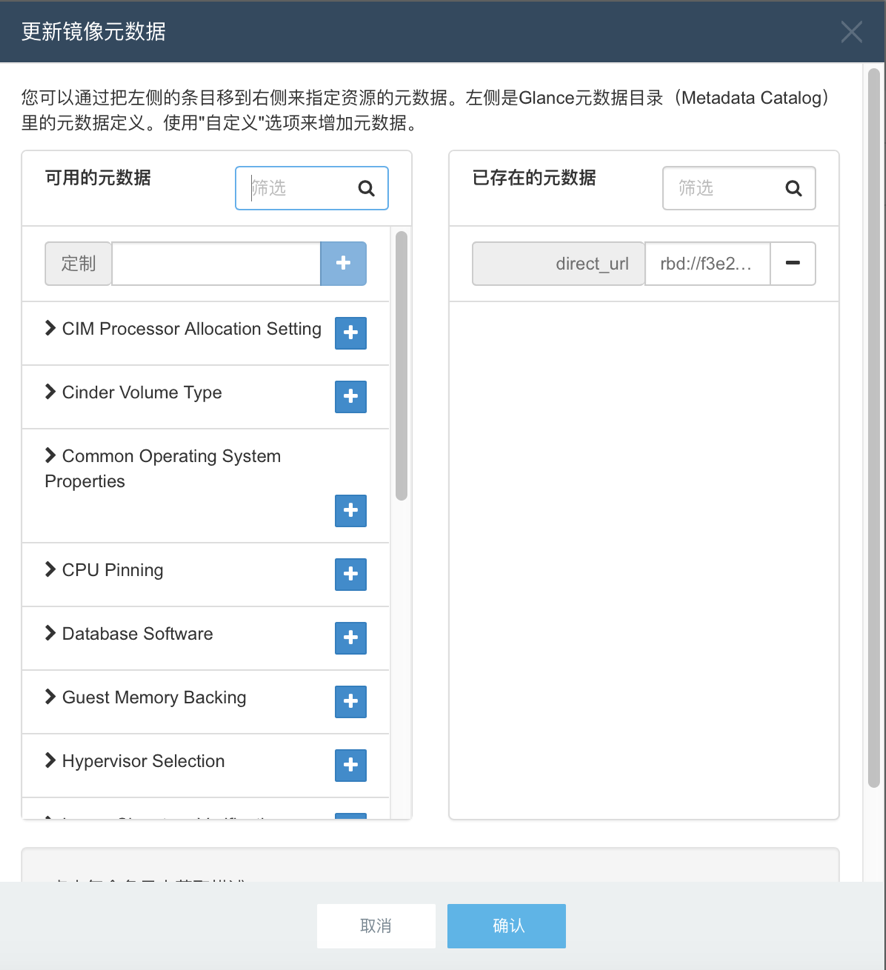 更新镜像元数据
您可以通过把左侧的条目移到右侧来指定资源的元数据。左侧是Glance元数据目录（Metadata Catalog）
里的元数据定义。使用"自定义"选项来增加元数据。
可用的元数据
筛选
已存在的元数据
筛选
定制
direct_url
rbd://f3e2...
CIM Processor Allocation Setting
Cinder Volume Type
Common Operating System
Properties
CPU Pinning
Database Software
Guest Memory Backing
Hypervisor Selection
取消
确认